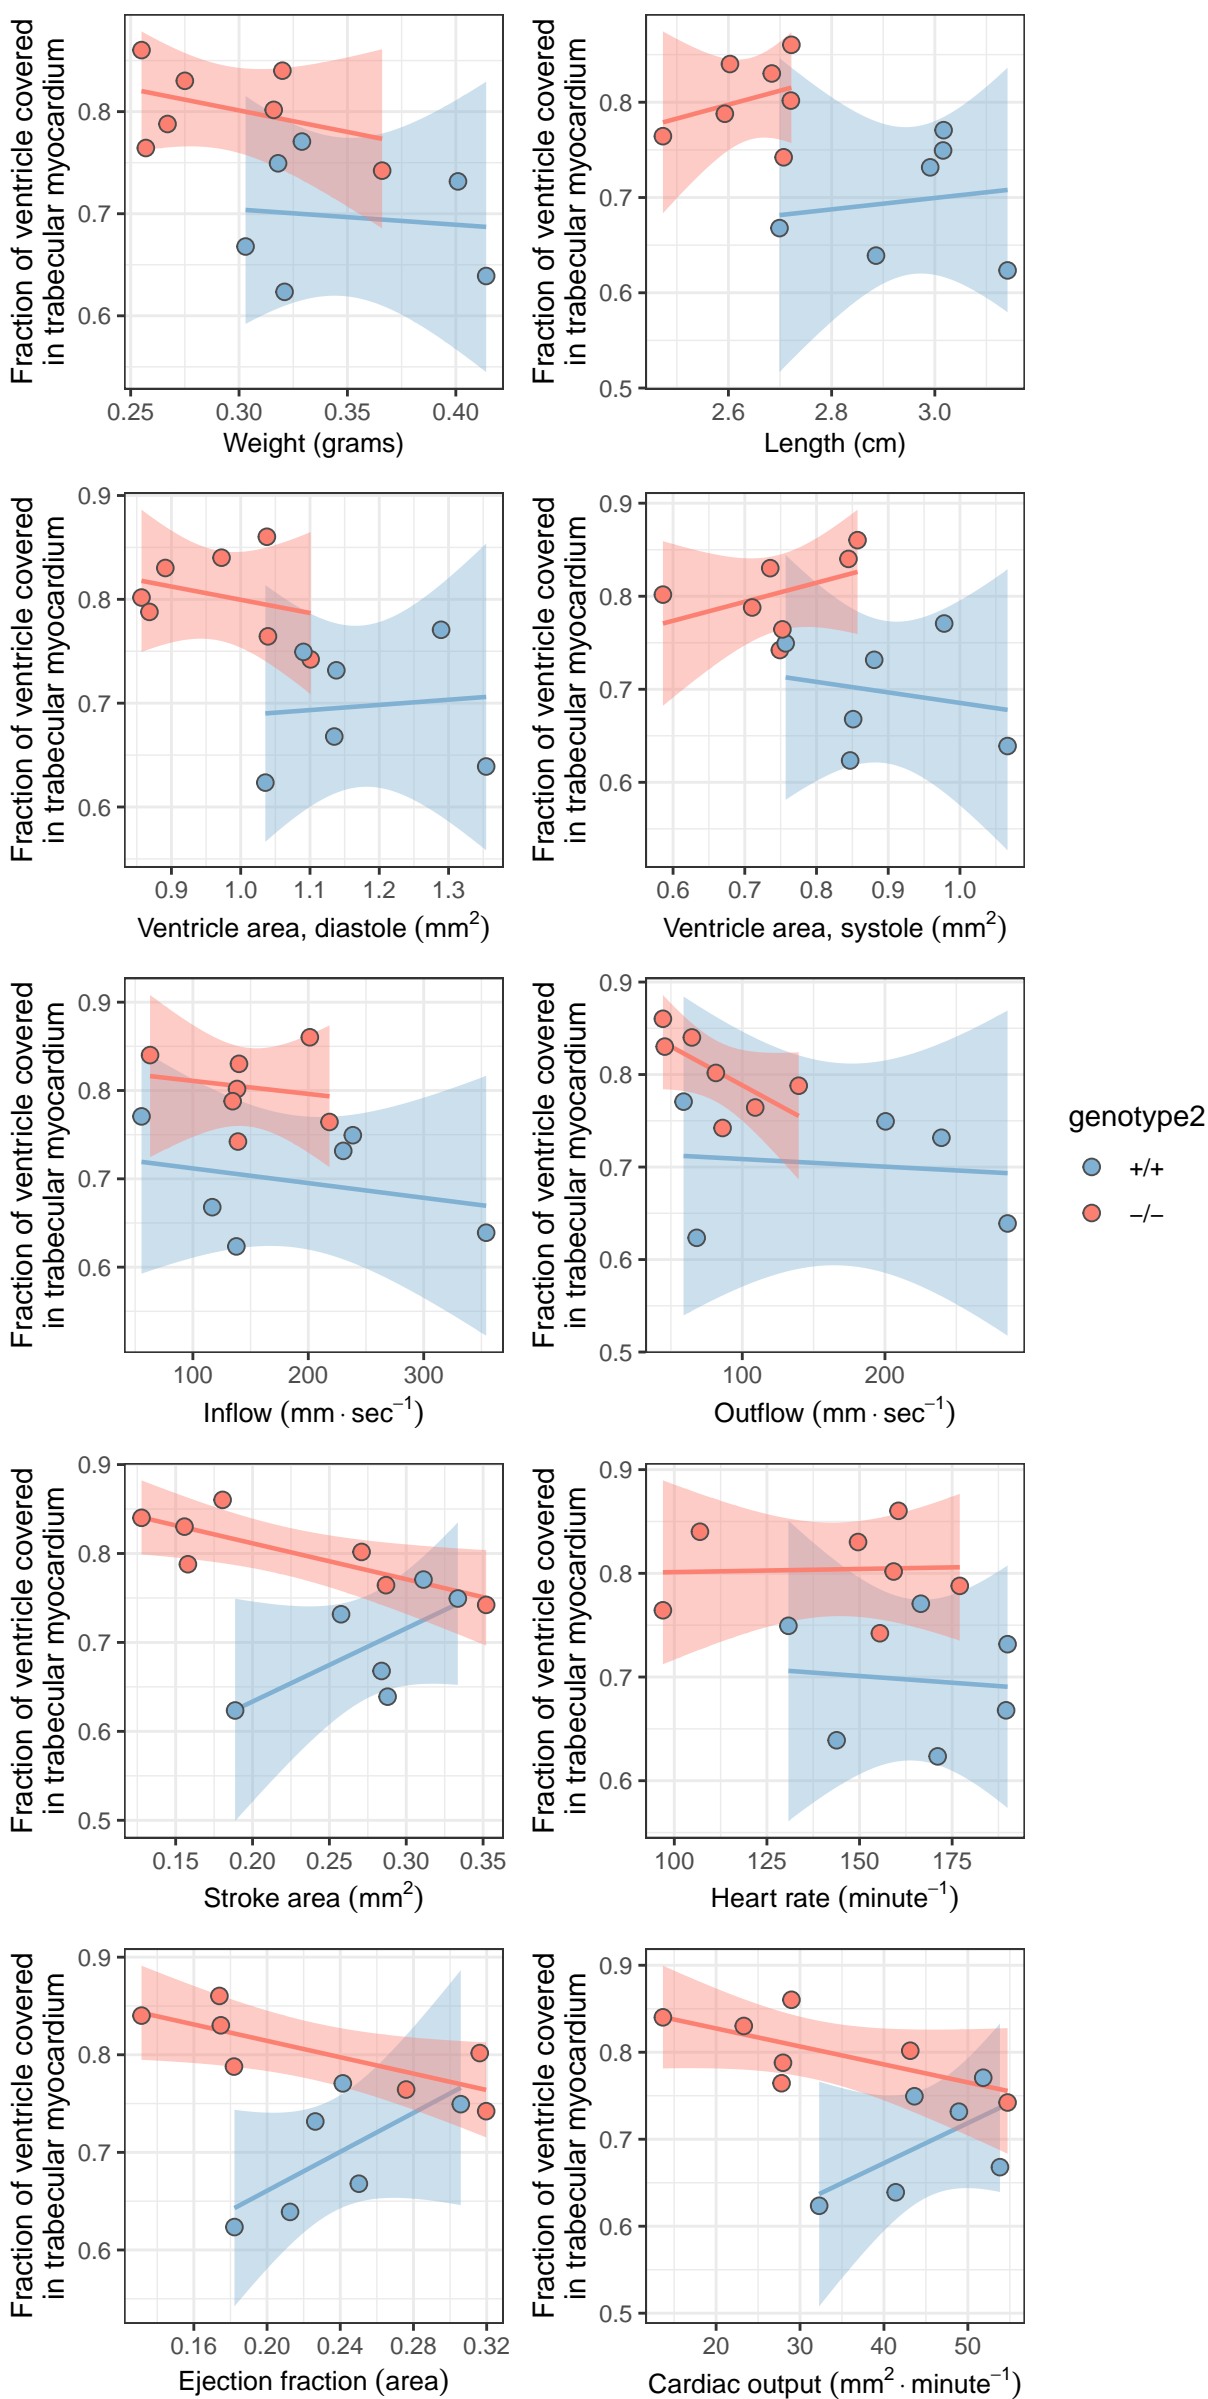 Fraction of ventricle covered
in trabecular myocardium
0.8
0.7
0.6
0.25 0.30 0.35 0.40
Weight (grams)
Fraction of ventricle covered
in trabecular myocardium
0.8
0.7
0.6
0.5
2.6 2.8 3.0
Length (cm)
Fraction of ventricle covered
in trabecular myocardium
0.9
0.8
0.7
0.6
0.9 1.0 1.1 1.2 1.3
Ventricle area, diastole (mm²)
Fraction of ventricle covered
in trabecular myocardium
0.9
0.8
0.7
0.6
0.6 0.7 0.8 0.9 1.0
Ventricle area, systole (mm²)
Fraction of ventricle covered
in trabecular myocardium
0.9
0.8
0.7
0.6
100 200 300
Inflow (mm · sec⁻¹)
Fraction of ventricle covered
in trabecular myocardium
0.9
0.8
0.7
0.6
0.5
100 200
Outflow (mm · sec⁻¹)
genotype2
+/+
−/−
Fraction of ventricle covered
in trabecular myocardium
0.9
0.8
0.7
0.6
0.5
0.15 0.20 0.25 0.30 0.35
Stroke area (mm²)
Fraction of ventricle covered
in trabecular myocardium
0.9
0.8
0.7
0.6
100 125 150 175
Heart rate (minute⁻¹)
Fraction of ventricle covered
in trabecular myocardium
0.9
0.8
0.7
0.6
0.16 0.20 0.24 0.28 0.32
Ejection fraction (area)
Fraction of ventricle covered
in trabecular myocardium
0.9
0.8
0.7
0.6
0.5
20 30 40 50
Cardiac output (mm² · minute⁻¹)